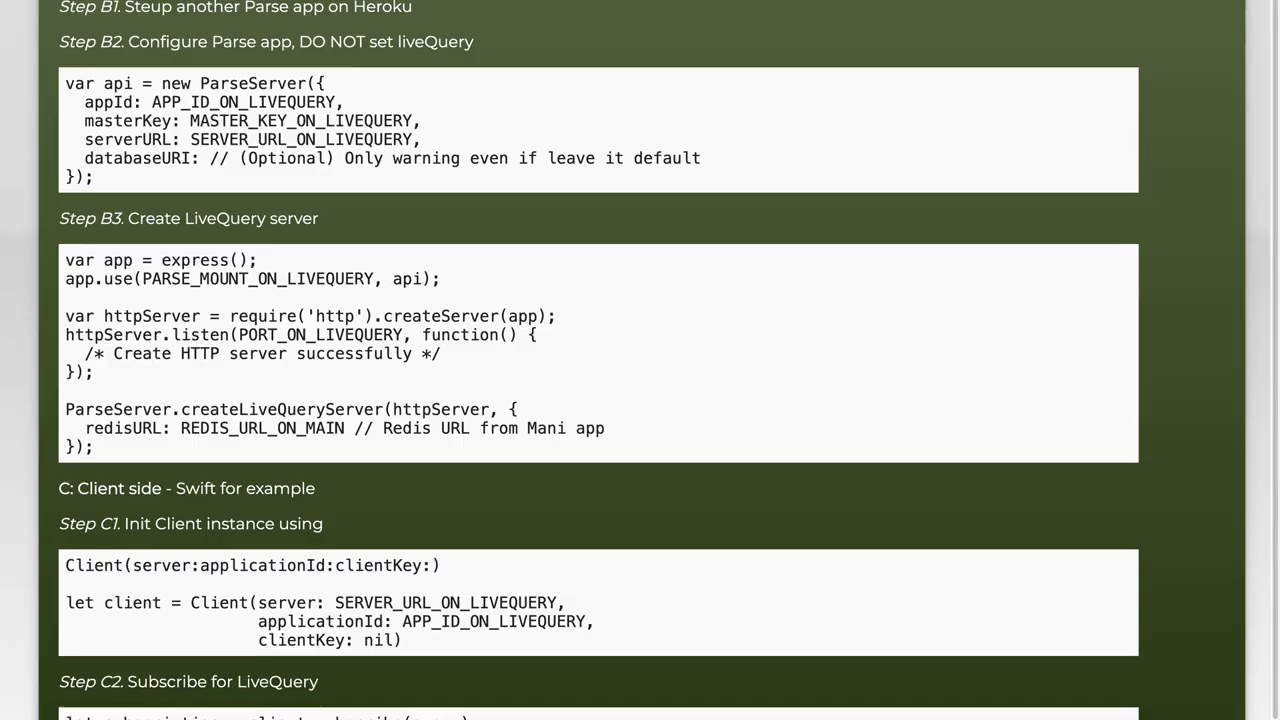 Step B1. Steup another Parse app on Heroku
Step B2. Configure Parse app, DO NOT set liveQuery
var api = new ParseServer({
  appId: APP_ID_ON_LIVEQUERY,
  masterKey: MASTER_KEY_ON_LIVEQUERY,
  serverURL: SERVER_URL_ON_LIVEQUERY,
  databaseURI: // (Optional) Only warning even if leave it default
});
Step B3. Create LiveQuery server
var app = express();
app.use(PARSE_MOUNT_ON_LIVEQUERY, api);
var httpServer = require('http').createServer(app);
httpServer.listen(PORT_ON_LIVEQUERY, function() {
  /* Create HTTP server successfully */
});
ParseServer.createLiveQueryServer(httpServer, {
  redisURL: REDIS_URL_ON_MAIN // Redis URL from Mani app
});
C: Client side - Swift for example
Step C1. Init Client instance using
Client(server:applicationId:clientKey:)
let client = Client(server: SERVER_URL_ON_LIVEQUERY,
                    applicationId: APP_ID_ON_LIVEQUERY,
                    clientKey: nil)
Step C2. Subscribe for LiveQuery